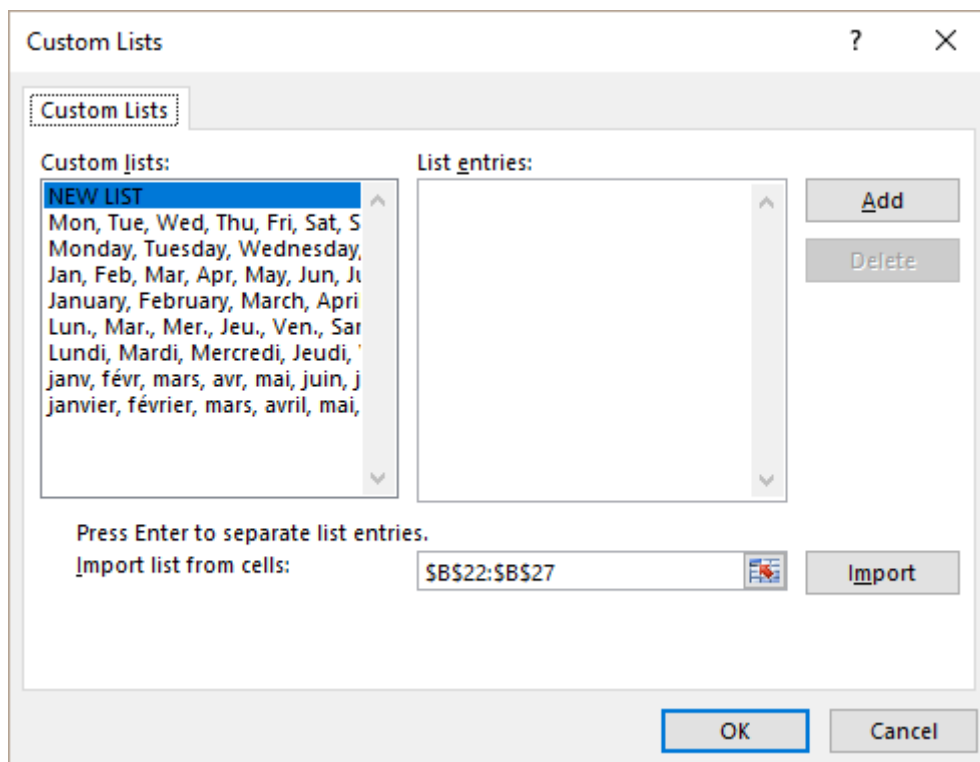 Custom Lists
?
Custom Lists
Custom lists:
List entries:
NEW LIST
Mon, Tue, Wed, Thu, Fri, Sat, S
Monday, Tuesday, Wednesday,
Jan, Feb, Mar, Apr, May, Jun, Ju
January, February, March, Apri
Lun., Mar., Mer., Jeu., Ven., Sam
Lundi, Mardi, Mercredi, Jeudi,
janv, févr, mars, avr, mai, juin, j
janvier, février, mars, avril, mai,
Add
Delete
Press Enter to separate list entries.
Import list from cells:
$B$22:$B$27
Import
OK
Cancel